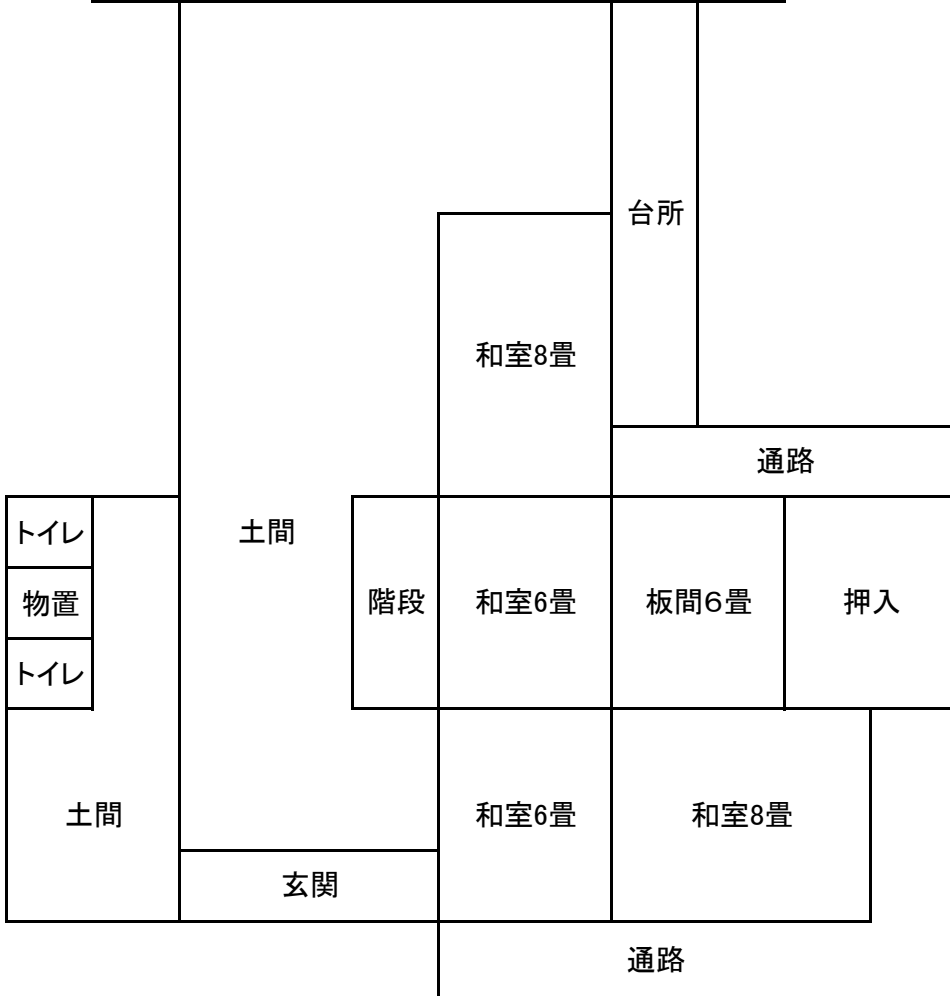 台所
和室8畳
通路
トイレ
土間
物置
階段
和室6畳
板間６畳
押入
トイレ
土間
和室6畳
和室8畳
玄関
通路